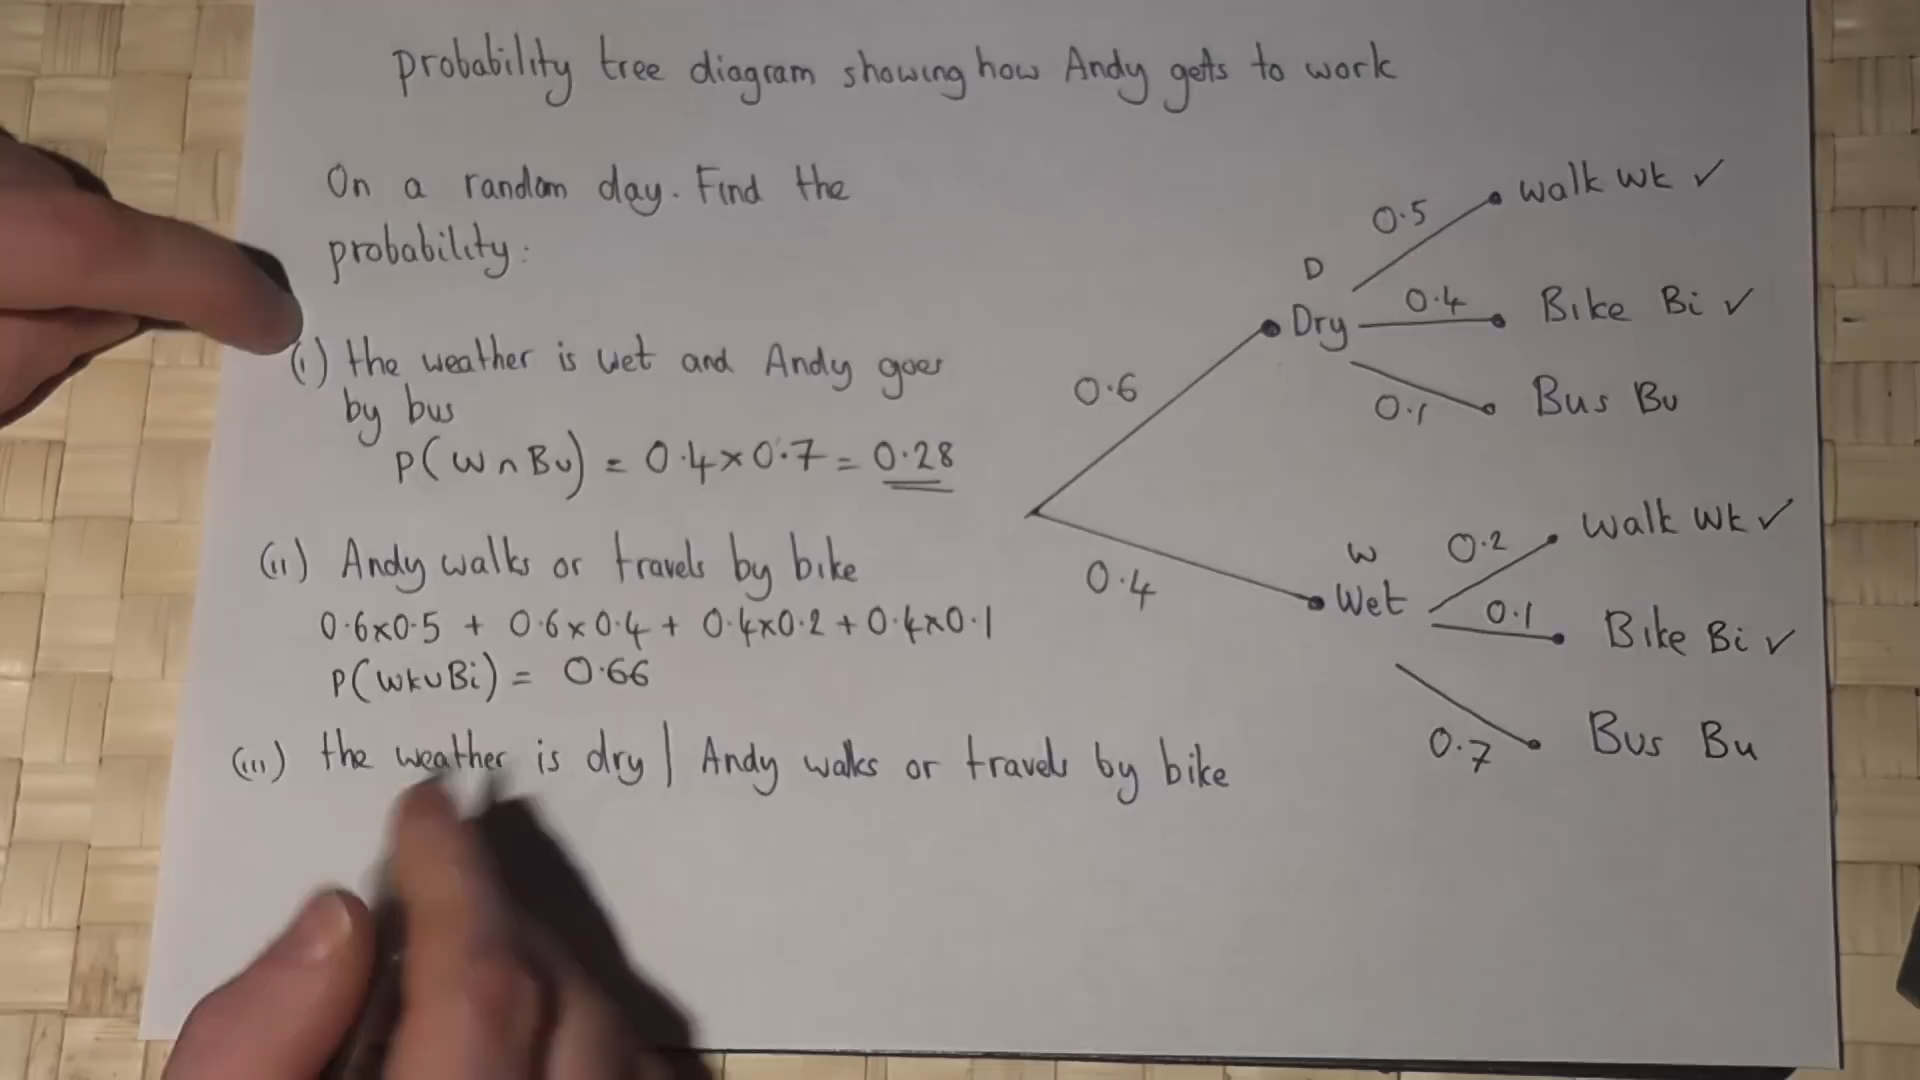 probability tree diagram showing how Andy gets to work
On a random day. Find the
probability:
(i) the weather is wet and Andy goes
by bus
P(W∩Bu) = 0.4×0.7 = 0.28
(ii) Andy walks or travels by bike
0.6×0.5 + 0.6×0.4 + 0.4×0.2 + 0.4×0.1
P(Wk∪Bi) = 0.66
(iii) the weather is dry | Andy walks or travels by bike
0.6
D
Dry
0.5
Walk Wk ✓
0.4
Bike Bi ✓
0.1
Bus Bu
0.4
W
Wet
0.2
Walk Wk ✓
0.1
Bike Bi ✓
0.7
Bus Bu